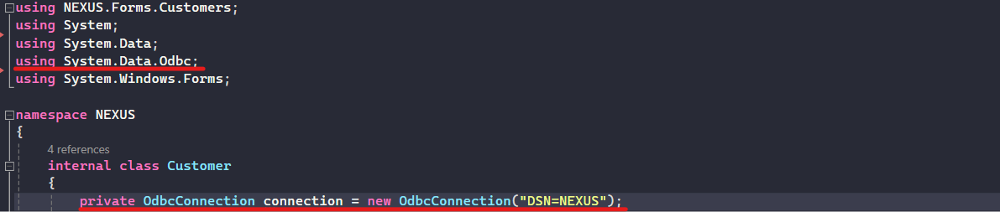 using NEXUS.Forms.Customers;
using System;
using System.Data;
using System.Data.Odbc;
using System.Windows.Forms;
namespace NEXUS
{
4 references
internal class Customer
{
private OdbcConnection connection = new OdbcConnection("DSN=NEXUS");